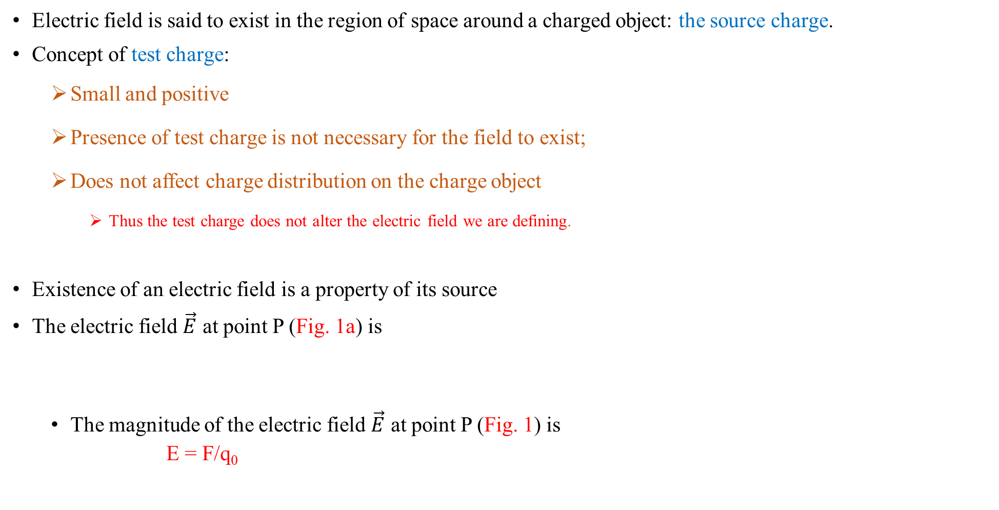 • Electric field is said to exist in the region of space around a charged object: the source charge.
• Concept of test charge:
➢ Small and positive
➢ Presence of test charge is not necessary for the field to exist;
➢ Does not affect charge distribution on the charge object
➢ Thus the test charge does not alter the electric field we are defining.
• Existence of an electric field is a property of its source
• The electric field E⃗ at point P (Fig. 1a) is
• The magnitude of the electric field E⃗ at point P (Fig. 1) is
E = F/q₀